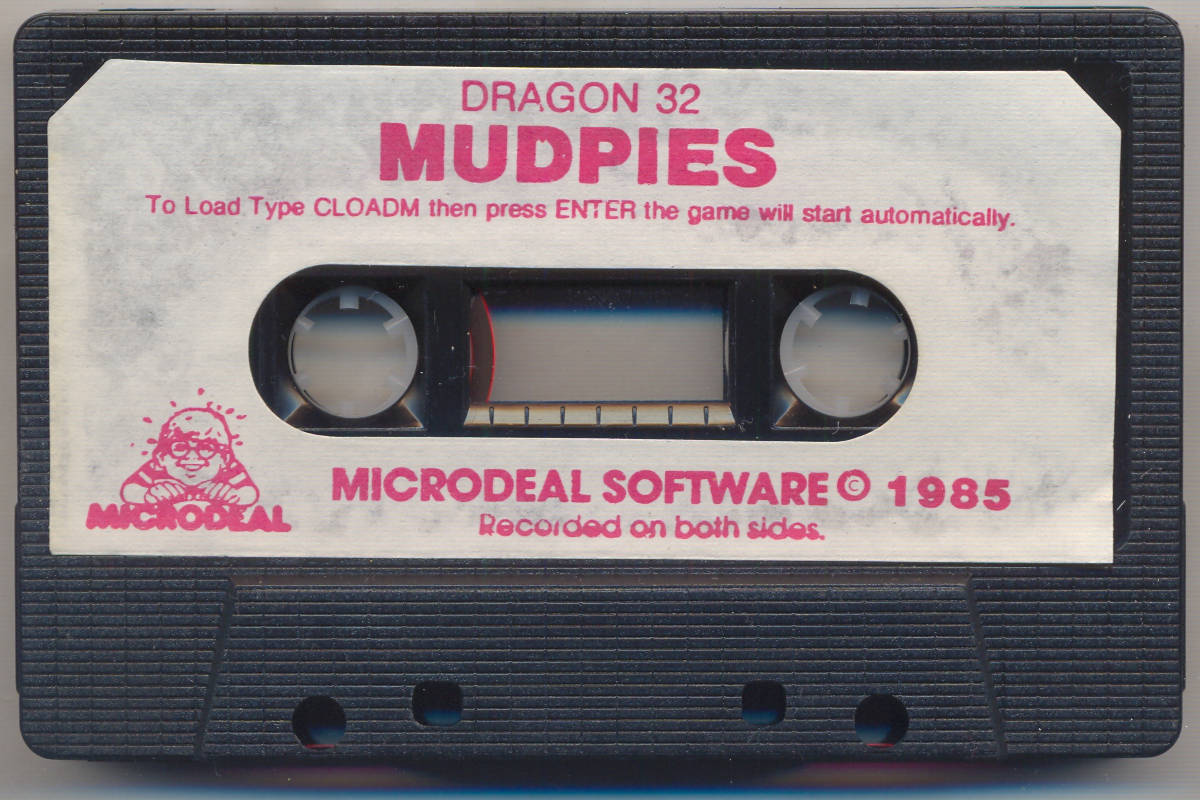 DRAGON 32
MUDPIES
To Load Type CLOADM then press ENTER the game will start automatically.
MICRODEAL
MICRODEAL SOFTWARE © 1985
Recorded on both sides.